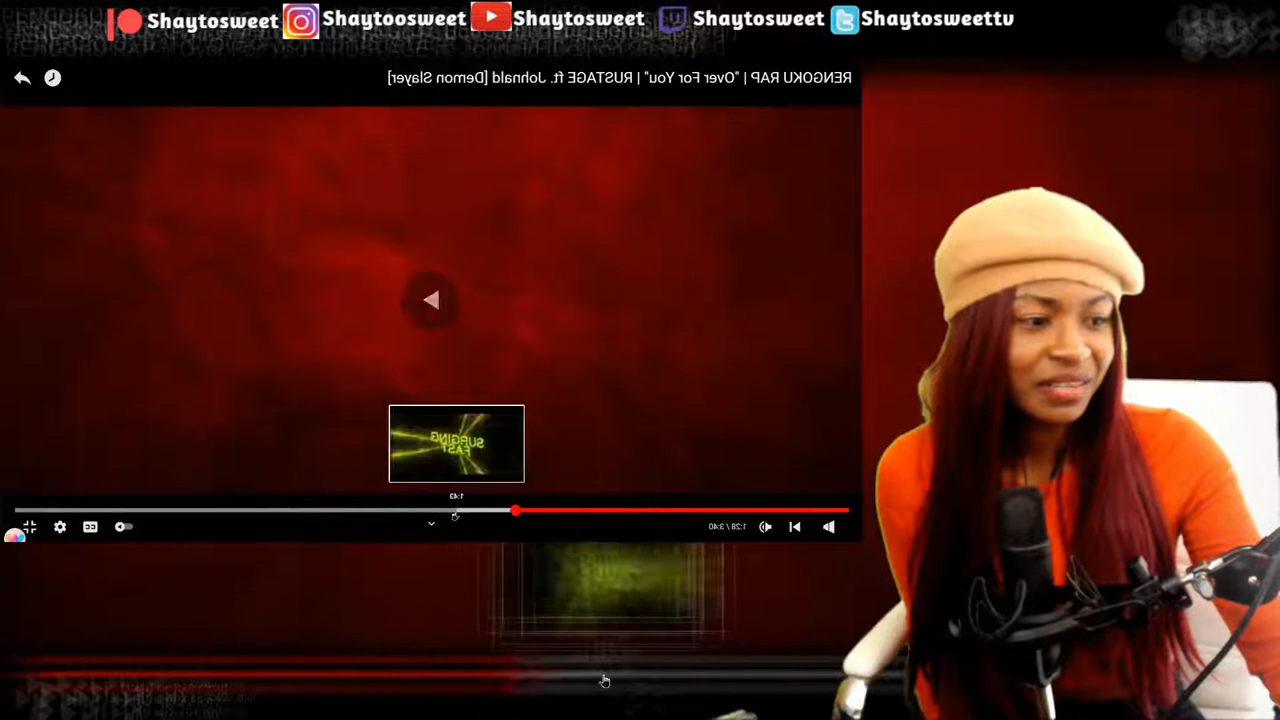 Shaytosweet Shaytoosweet Shaytosweet Shaytosweet Shaytosweettv
RENGOKU RAP | "Over For You" | RUSTAGE ft. Johnald [Demon Slayer]
SURGING
FAST
1:43
CC
1:28 / 3:40